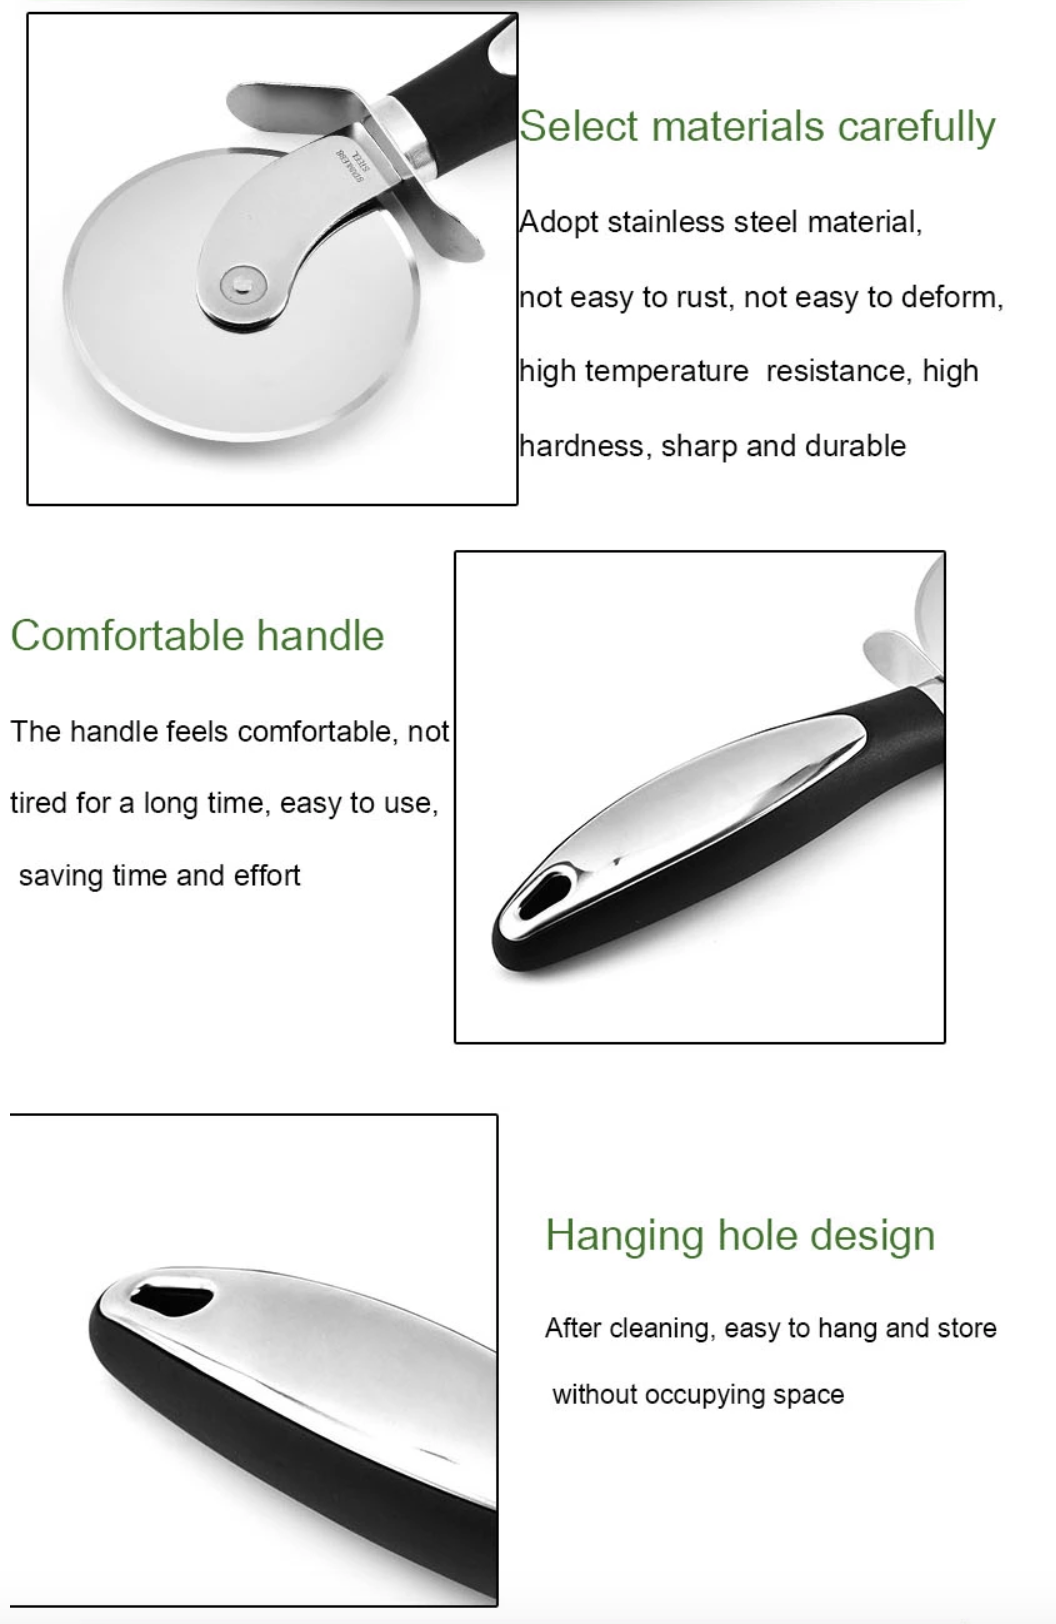 STAINLESS
STEEL
Select materials carefully
Adopt stainless steel material,
not easy to rust, not easy to deform,
high temperature resistance, high
hardness, sharp and durable
Comfortable handle
The handle feels comfortable, not
tired for a long time, easy to use,
saving time and effort
Hanging hole design
After cleaning, easy to hang and store
without occupying space